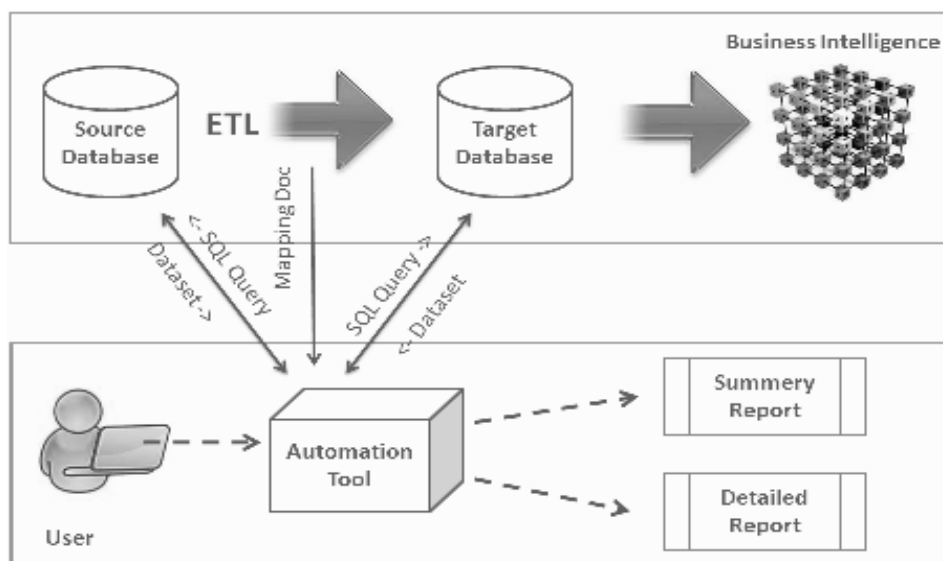 Business Intelligence
Source
Database
ETL
Target
Database
Mapping Doc
<- SQL Query
Dataset ->
SQL Query ->
<- Dataset
Summery
Report
Automation
Tool
Detailed
Report
User